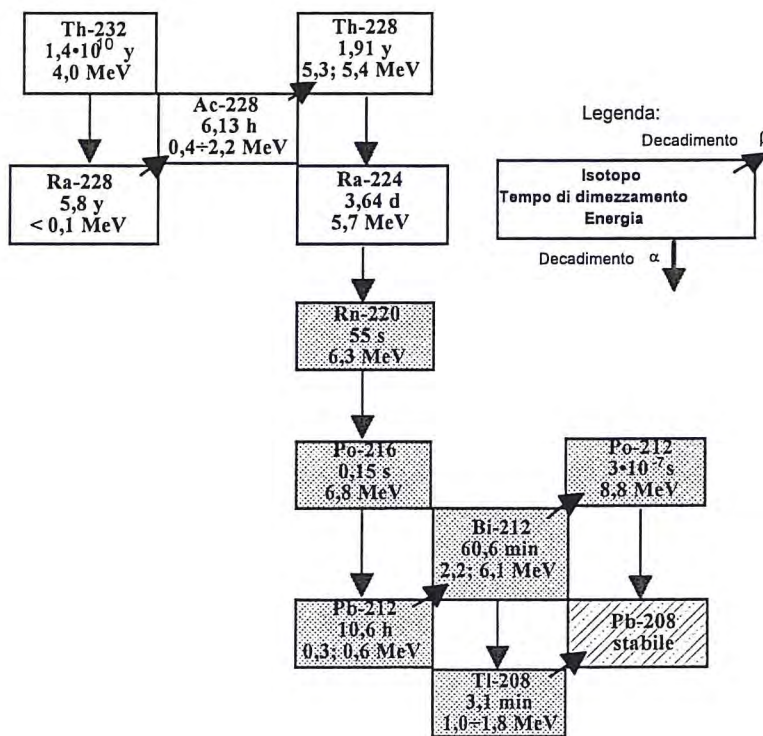 Th-232
1,4•10¹⁰ y
4,0 MeV
Th-228
1,91 y
5,3; 5,4 MeV
Ac-228
6,13 h
0,4÷2,2 MeV
Ra-228
5,8 y
< 0,1 MeV
Ra-224
3,64 d
5,7 MeV
Legenda:
Decadimento β
Isotopo
Tempo di dimezzamento
Energia
Decadimento α
Rn-220
55 s
6,3 MeV
Po-216
0,15 s
6,8 MeV
Po-212
3•10⁻⁷s
8,8 MeV
Bi-212
60,6 min
2,2; 6,1 MeV
Pb-212
10,6 h
0,3; 0,6 MeV
Pb-208
stabile
Tl-208
3,1 min
1,0÷1,8 MeV